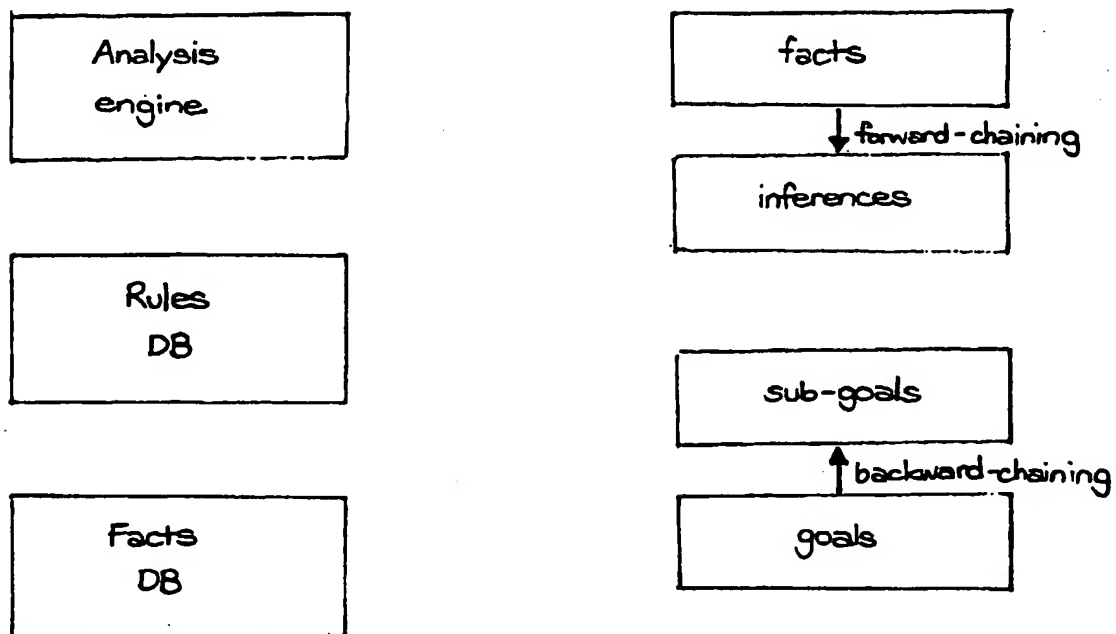 Analysis
engine
Rules
DB
Facts
DB
facts
forward-chaining
inferences
sub-goals
backward-chaining
goals